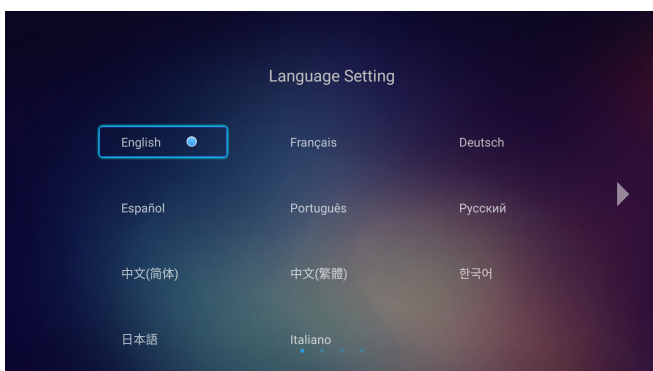 Language Setting
English Français Deutsch
Español Português Русский
中文(简体) 中文(繁體) 한국어
日本語 Italiano